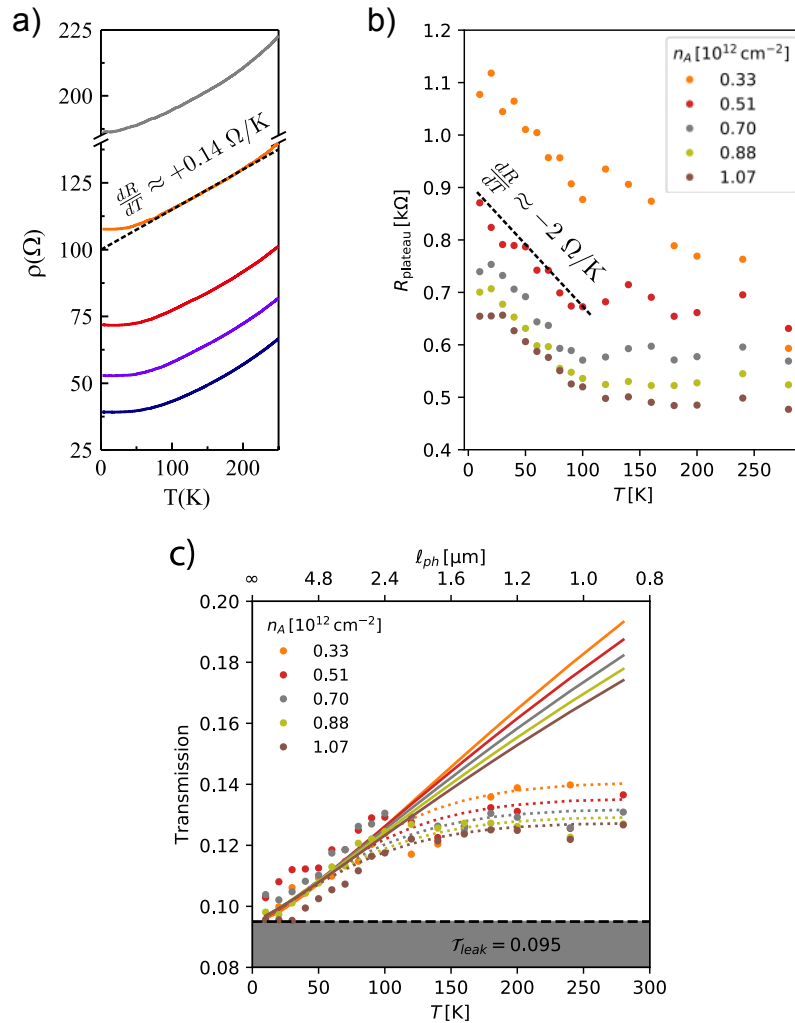 a)
225
200
125
100
75
50
25
ρ(Ω)
dR/dT ≈ +0.14 Ω/K
0 100 200
T(K)
b)
1.2
1.1
1.0
0.9
0.8
0.7
0.6
0.5
0.4
R_plateau [kΩ]
n_A [10^12 cm^−2]
0.33
0.51
0.70
0.88
1.07
dR/dT ≈ −2 Ω/K
0 50 100 150 200 250
T [K]
c)
ℓ_ph [μm]
∞ 4.8 2.4 1.6 1.2 1.0 0.8
0.20
0.18
0.16
0.14
0.12
0.10
0.08
Transmission
n_A [10^12 cm^−2]
0.33
0.51
0.70
0.88
1.07
𝒯_leak = 0.095
0 50 100 150 200 250 300
T [K]